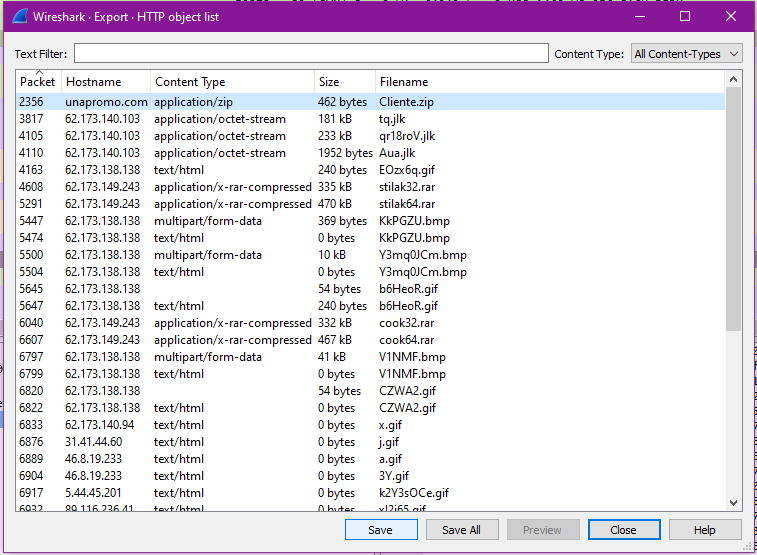 Wireshark · Export · HTTP object list
Text Filter: Content Type: All Content-Types
Packet Hostname Content Type Size Filename
2356 unapromo.com application/zip 462 bytes Cliente.zip
3817 62.173.140.103 application/octet-stream 181 kB tq.jlk
4105 62.173.140.103 application/octet-stream 233 kB qr18roV.jlk
4110 62.173.140.103 application/octet-stream 1952 bytes Aua.jlk
4163 62.173.138.138 text/html 240 bytes EOzx6q.gif
4608 62.173.149.243 application/x-rar-compressed 335 kB stilak32.rar
5291 62.173.149.243 application/x-rar-compressed 470 kB stilak64.rar
5447 62.173.138.138 multipart/form-data 369 bytes KkPGZU.bmp
5474 62.173.138.138 text/html 0 bytes KkPGZU.bmp
5500 62.173.138.138 multipart/form-data 10 kB Y3mq0JCm.bmp
5504 62.173.138.138 text/html 0 bytes Y3mq0JCm.bmp
5645 62.173.138.138 54 bytes b6HeoR.gif
5647 62.173.138.138 text/html 240 bytes b6HeoR.gif
6040 62.173.149.243 application/x-rar-compressed 332 kB cook32.rar
6607 62.173.149.243 application/x-rar-compressed 467 kB cook64.rar
6797 62.173.138.138 multipart/form-data 41 kB V1NMF.bmp
6799 62.173.138.138 text/html 0 bytes V1NMF.bmp
6820 62.173.138.138 54 bytes CZWA2.gif
6822 62.173.138.138 text/html 0 bytes CZWA2.gif
6833 62.173.140.94 text/html 0 bytes x.gif
6876 31.41.44.60 text/html 0 bytes j.gif
6889 46.8.19.233 text/html 0 bytes a.gif
6904 46.8.19.233 text/html 0 bytes 3Y.gif
6917 5.44.45.201 text/html 0 bytes k2Y3sOCe.gif
6932 89.116.236.41 text/html 0 bytes
Save Save All Preview Close Help